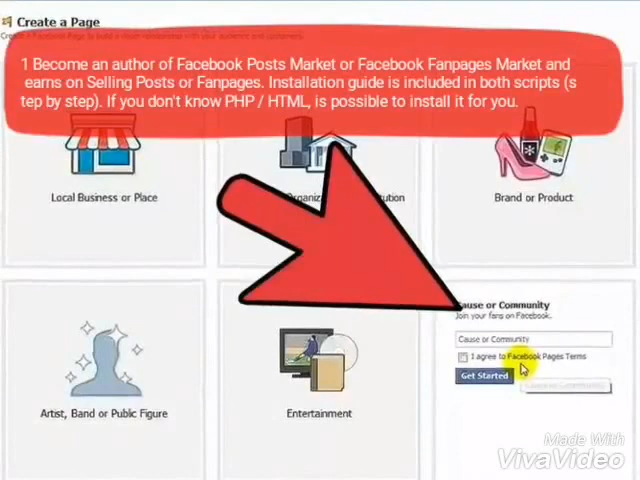 Create a Page
1 Become an author of Facebook Posts Market or Facebook Fanpages Market and
earns on Selling Posts or Fanpages. Installation guide is included in both scripts (s
tep by step). If you don't know PHP / HTML, is possible to install it for you.
Local Business or Place
Brand or Product
Cause or Community
Join your fans on Facebook.
Cause or Community
I agree to Facebook Pages Terms
Get Started
Artist, Band or Public Figure
Entertainment
Made With
VivaVideo